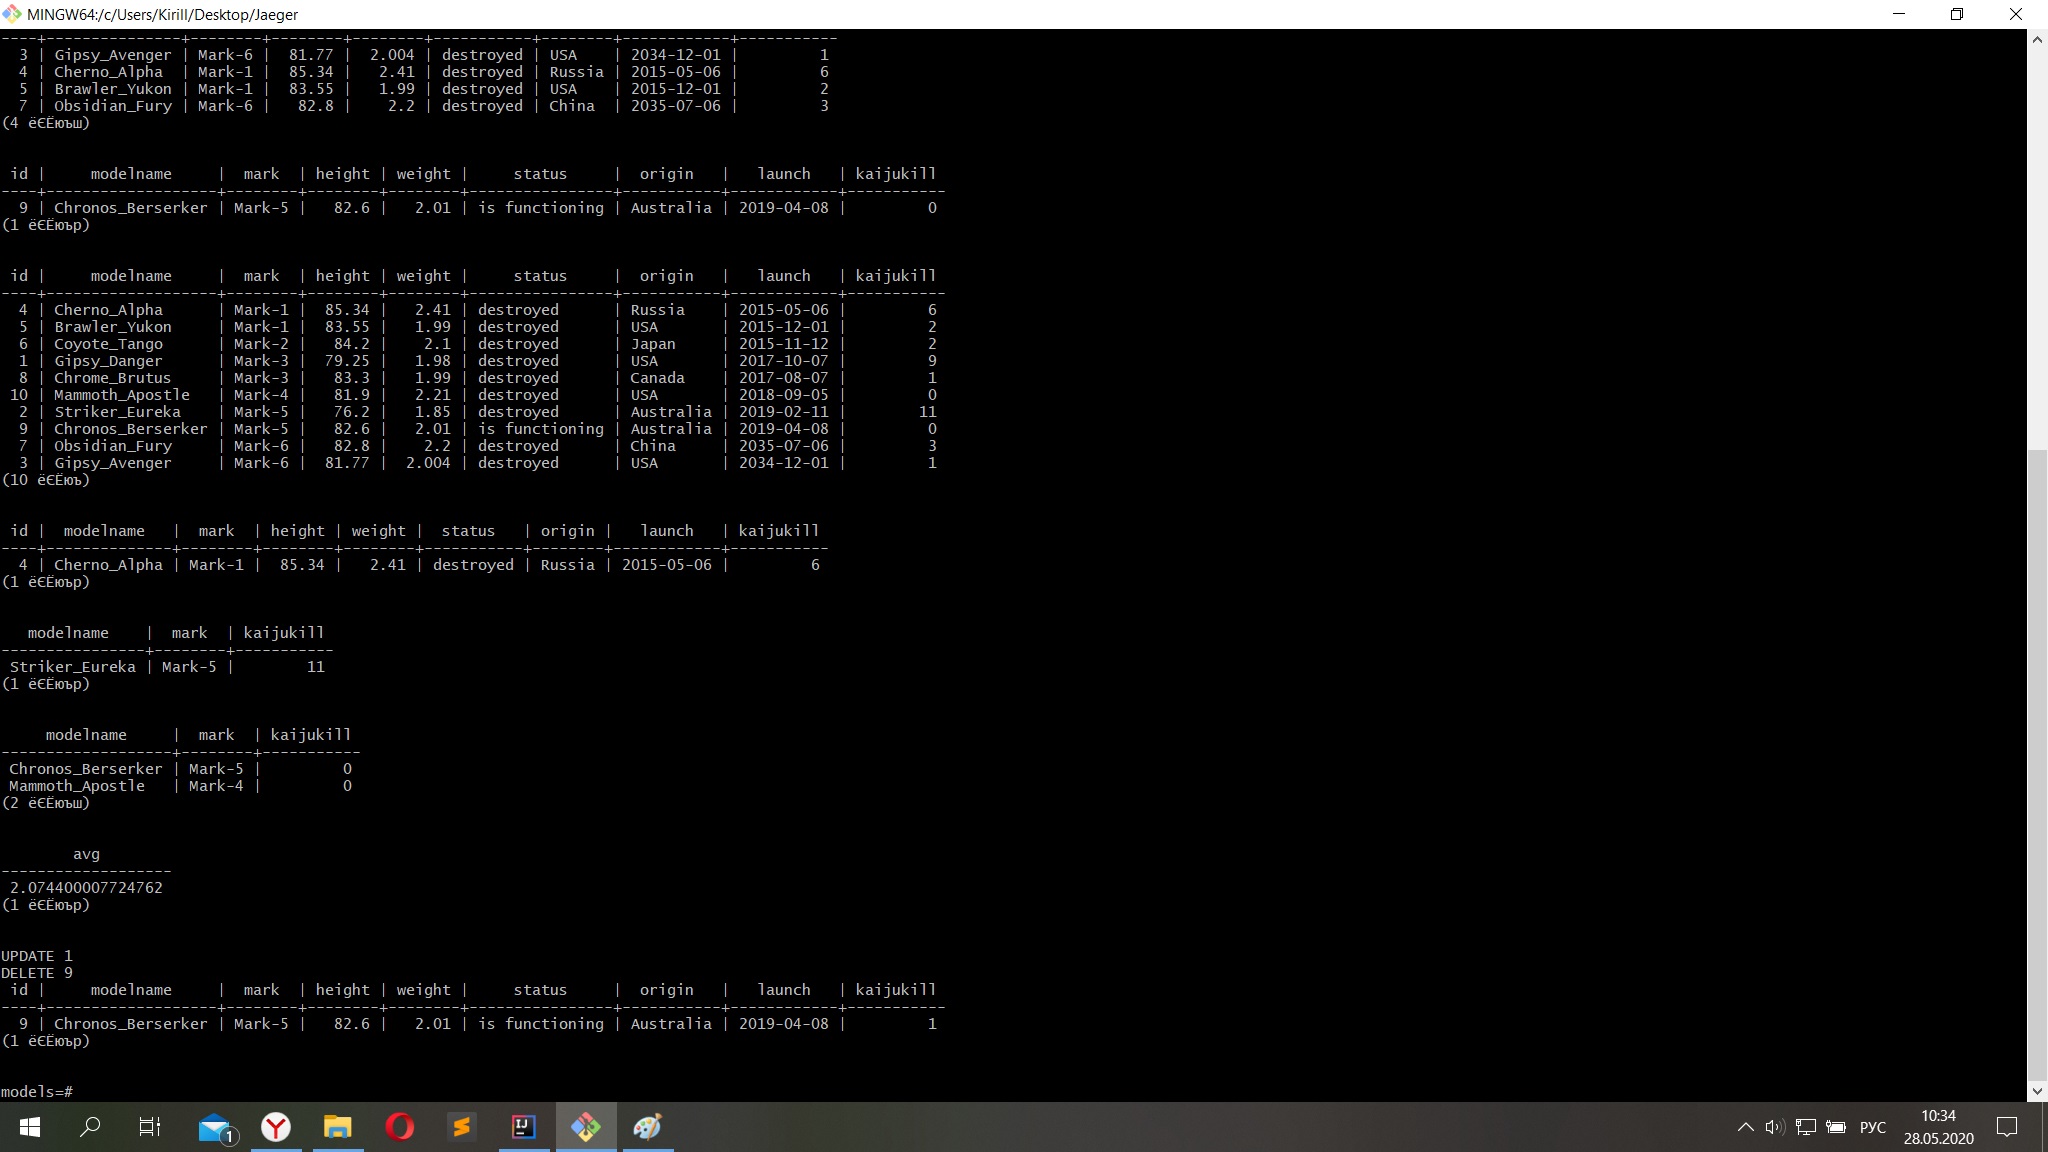 MINGW64:/c/Users/Kirill/Desktop/Jaeger
----+---------------+--------+--------+--------+-----------+--------+------------+-----------
  3 | Gipsy_Avenger | Mark-6 |  81.77 |  2.004 | destroyed | USA    | 2034-12-01 |         1
  4 | Cherno_Alpha  | Mark-1 |  85.34 |   2.41 | destroyed | Russia | 2015-05-06 |         6
  5 | Brawler_Yukon | Mark-1 |  83.55 |   1.99 | destroyed | USA    | 2015-12-01 |         2
  7 | Obsidian_Fury | Mark-6 |   82.8 |    2.2 | destroyed | China  | 2035-07-06 |         3
(4 ёЄЁюъш)
 id |     modelname     |  mark  | height | weight |     status     |  origin   |   launch   | kaijukill
----+-------------------+--------+--------+--------+----------------+-----------+------------+-----------
  9 | Chronos_Berserker | Mark-5 |   82.6 |   2.01 | is functioning | Australia | 2019-04-08 |         0
(1 ёЄЁюър)
 id |     modelname     |  mark  | height | weight |     status     |  origin   |   launch   | kaijukill
----+-------------------+--------+--------+--------+----------------+-----------+------------+-----------
  4 | Cherno_Alpha      | Mark-1 |  85.34 |   2.41 | destroyed      | Russia    | 2015-05-06 |         6
  5 | Brawler_Yukon     | Mark-1 |  83.55 |   1.99 | destroyed      | USA       | 2015-12-01 |         2
  6 | Coyote_Tango      | Mark-2 |   84.2 |    2.1 | destroyed      | Japan     | 2015-11-12 |         2
  1 | Gipsy_Danger      | Mark-3 |  79.25 |   1.98 | destroyed      | USA       | 2017-10-07 |         9
  8 | Chrome_Brutus     | Mark-3 |   83.3 |   1.99 | destroyed      | Canada    | 2017-08-07 |         1
 10 | Mammoth_Apostle   | Mark-4 |   81.9 |   2.21 | destroyed      | USA       | 2018-09-05 |         0
  2 | Striker_Eureka    | Mark-5 |   76.2 |   1.85 | destroyed      | Australia | 2019-02-11 |        11
  9 | Chronos_Berserker | Mark-5 |   82.6 |   2.01 | is functioning | Australia | 2019-04-08 |         0
  7 | Obsidian_Fury     | Mark-6 |   82.8 |    2.2 | destroyed      | China     | 2035-07-06 |         3
  3 | Gipsy_Avenger     | Mark-6 |  81.77 |  2.004 | destroyed      | USA       | 2034-12-01 |         1
(10 ёЄЁюъ)
 id |  modelname   |  mark  | height | weight |  status   | origin |   launch   | kaijukill
----+--------------+--------+--------+--------+-----------+--------+------------+-----------
  4 | Cherno_Alpha | Mark-1 |  85.34 |   2.41 | destroyed | Russia | 2015-05-06 |         6
(1 ёЄЁюър)
   modelname    |  mark  | kaijukill
----------------+--------+-----------
 Striker_Eureka | Mark-5 |        11
(1 ёЄЁюър)
     modelname     |  mark  | kaijukill
-------------------+--------+-----------
 Chronos_Berserker | Mark-5 |         0
 Mammoth_Apostle   | Mark-4 |         0
(2 ёЄЁюъш)
        avg
-------------------
 2.074400007724762
(1 ёЄЁюър)
UPDATE 1
DELETE 9
 id |     modelname     |  mark  | height | weight |     status     |  origin   |   launch   | kaijukill
----+-------------------+--------+--------+--------+----------------+-----------+------------+-----------
  9 | Chronos_Berserker | Mark-5 |   82.6 |   2.01 | is functioning | Australia | 2019-04-08 |         1
(1 ёЄЁюър)
models=#
1
IJ
РУС
10:34
28.05.2020